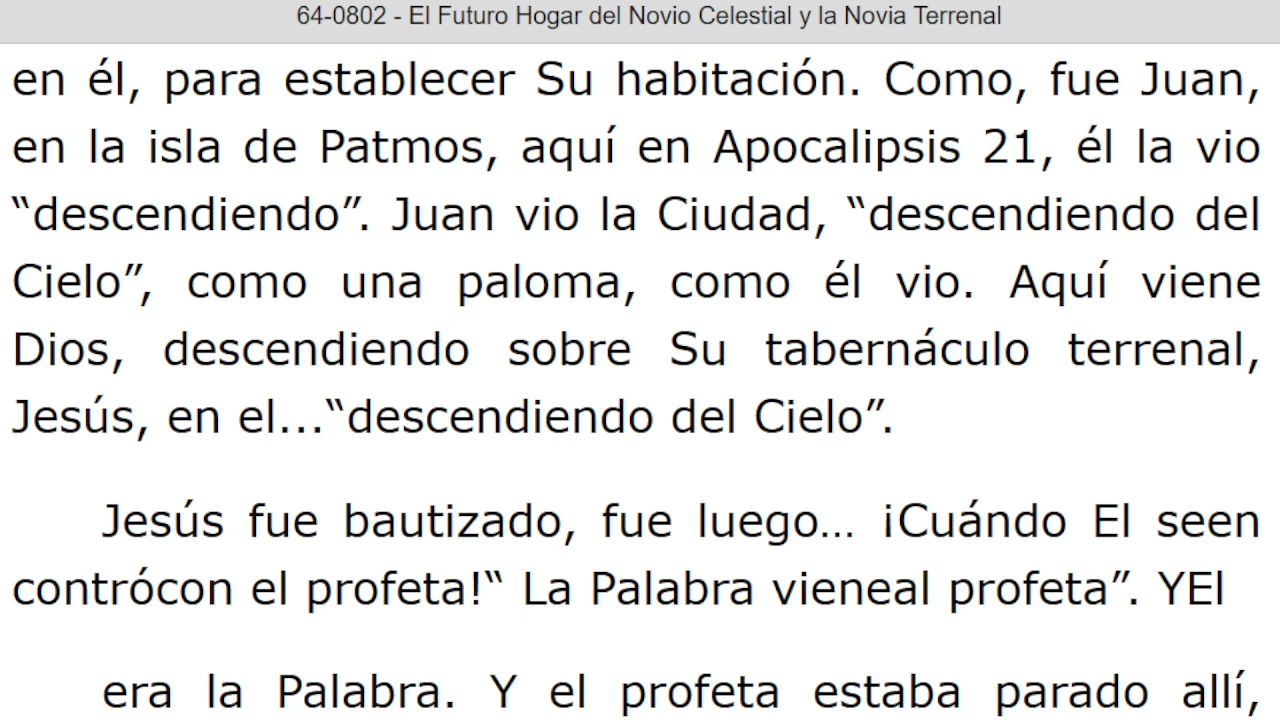 64-0802 - El Futuro Hogar del Novio Celestial y la Novia Terrenal
en él, para establecer Su habitación. Como, fue Juan,
en la isla de Patmos, aquí en Apocalipsis 21, él la vio
“descendiendo”. Juan vio la Ciudad, “descendiendo del
Cielo”, como una paloma, como él vio. Aquí viene
Dios, descendiendo sobre Su tabernáculo terrenal,
Jesús, en el...“descendiendo del Cielo”.
Jesús fue bautizado, fue luego... ¡Cuándo El seen
contrócon el profeta!“ La Palabra vieneal profeta”. YEl
era la Palabra. Y el profeta estaba parado allí,